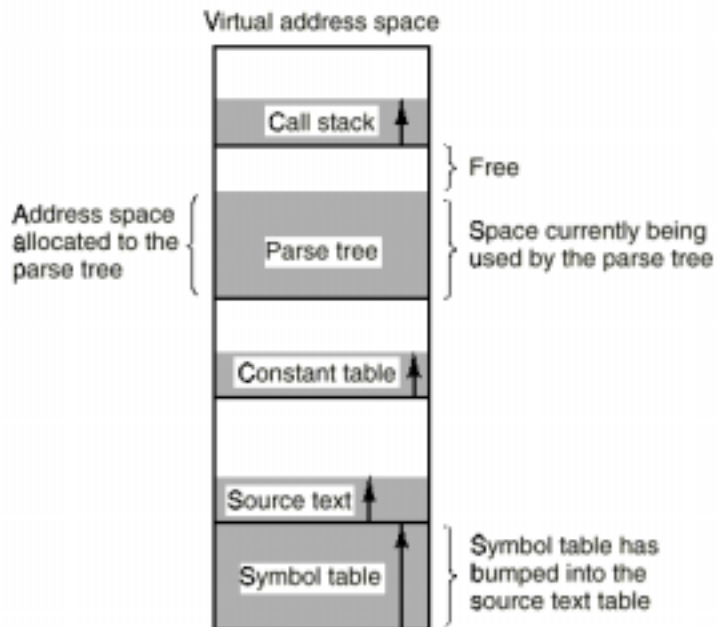 Virtual address space
Call stack
Free
Address space
allocated to the
parse tree
Parse tree
Space currently being
used by the parse tree
Constant table
Source text
Symbol table
Symbol table has
bumped into the
source text table